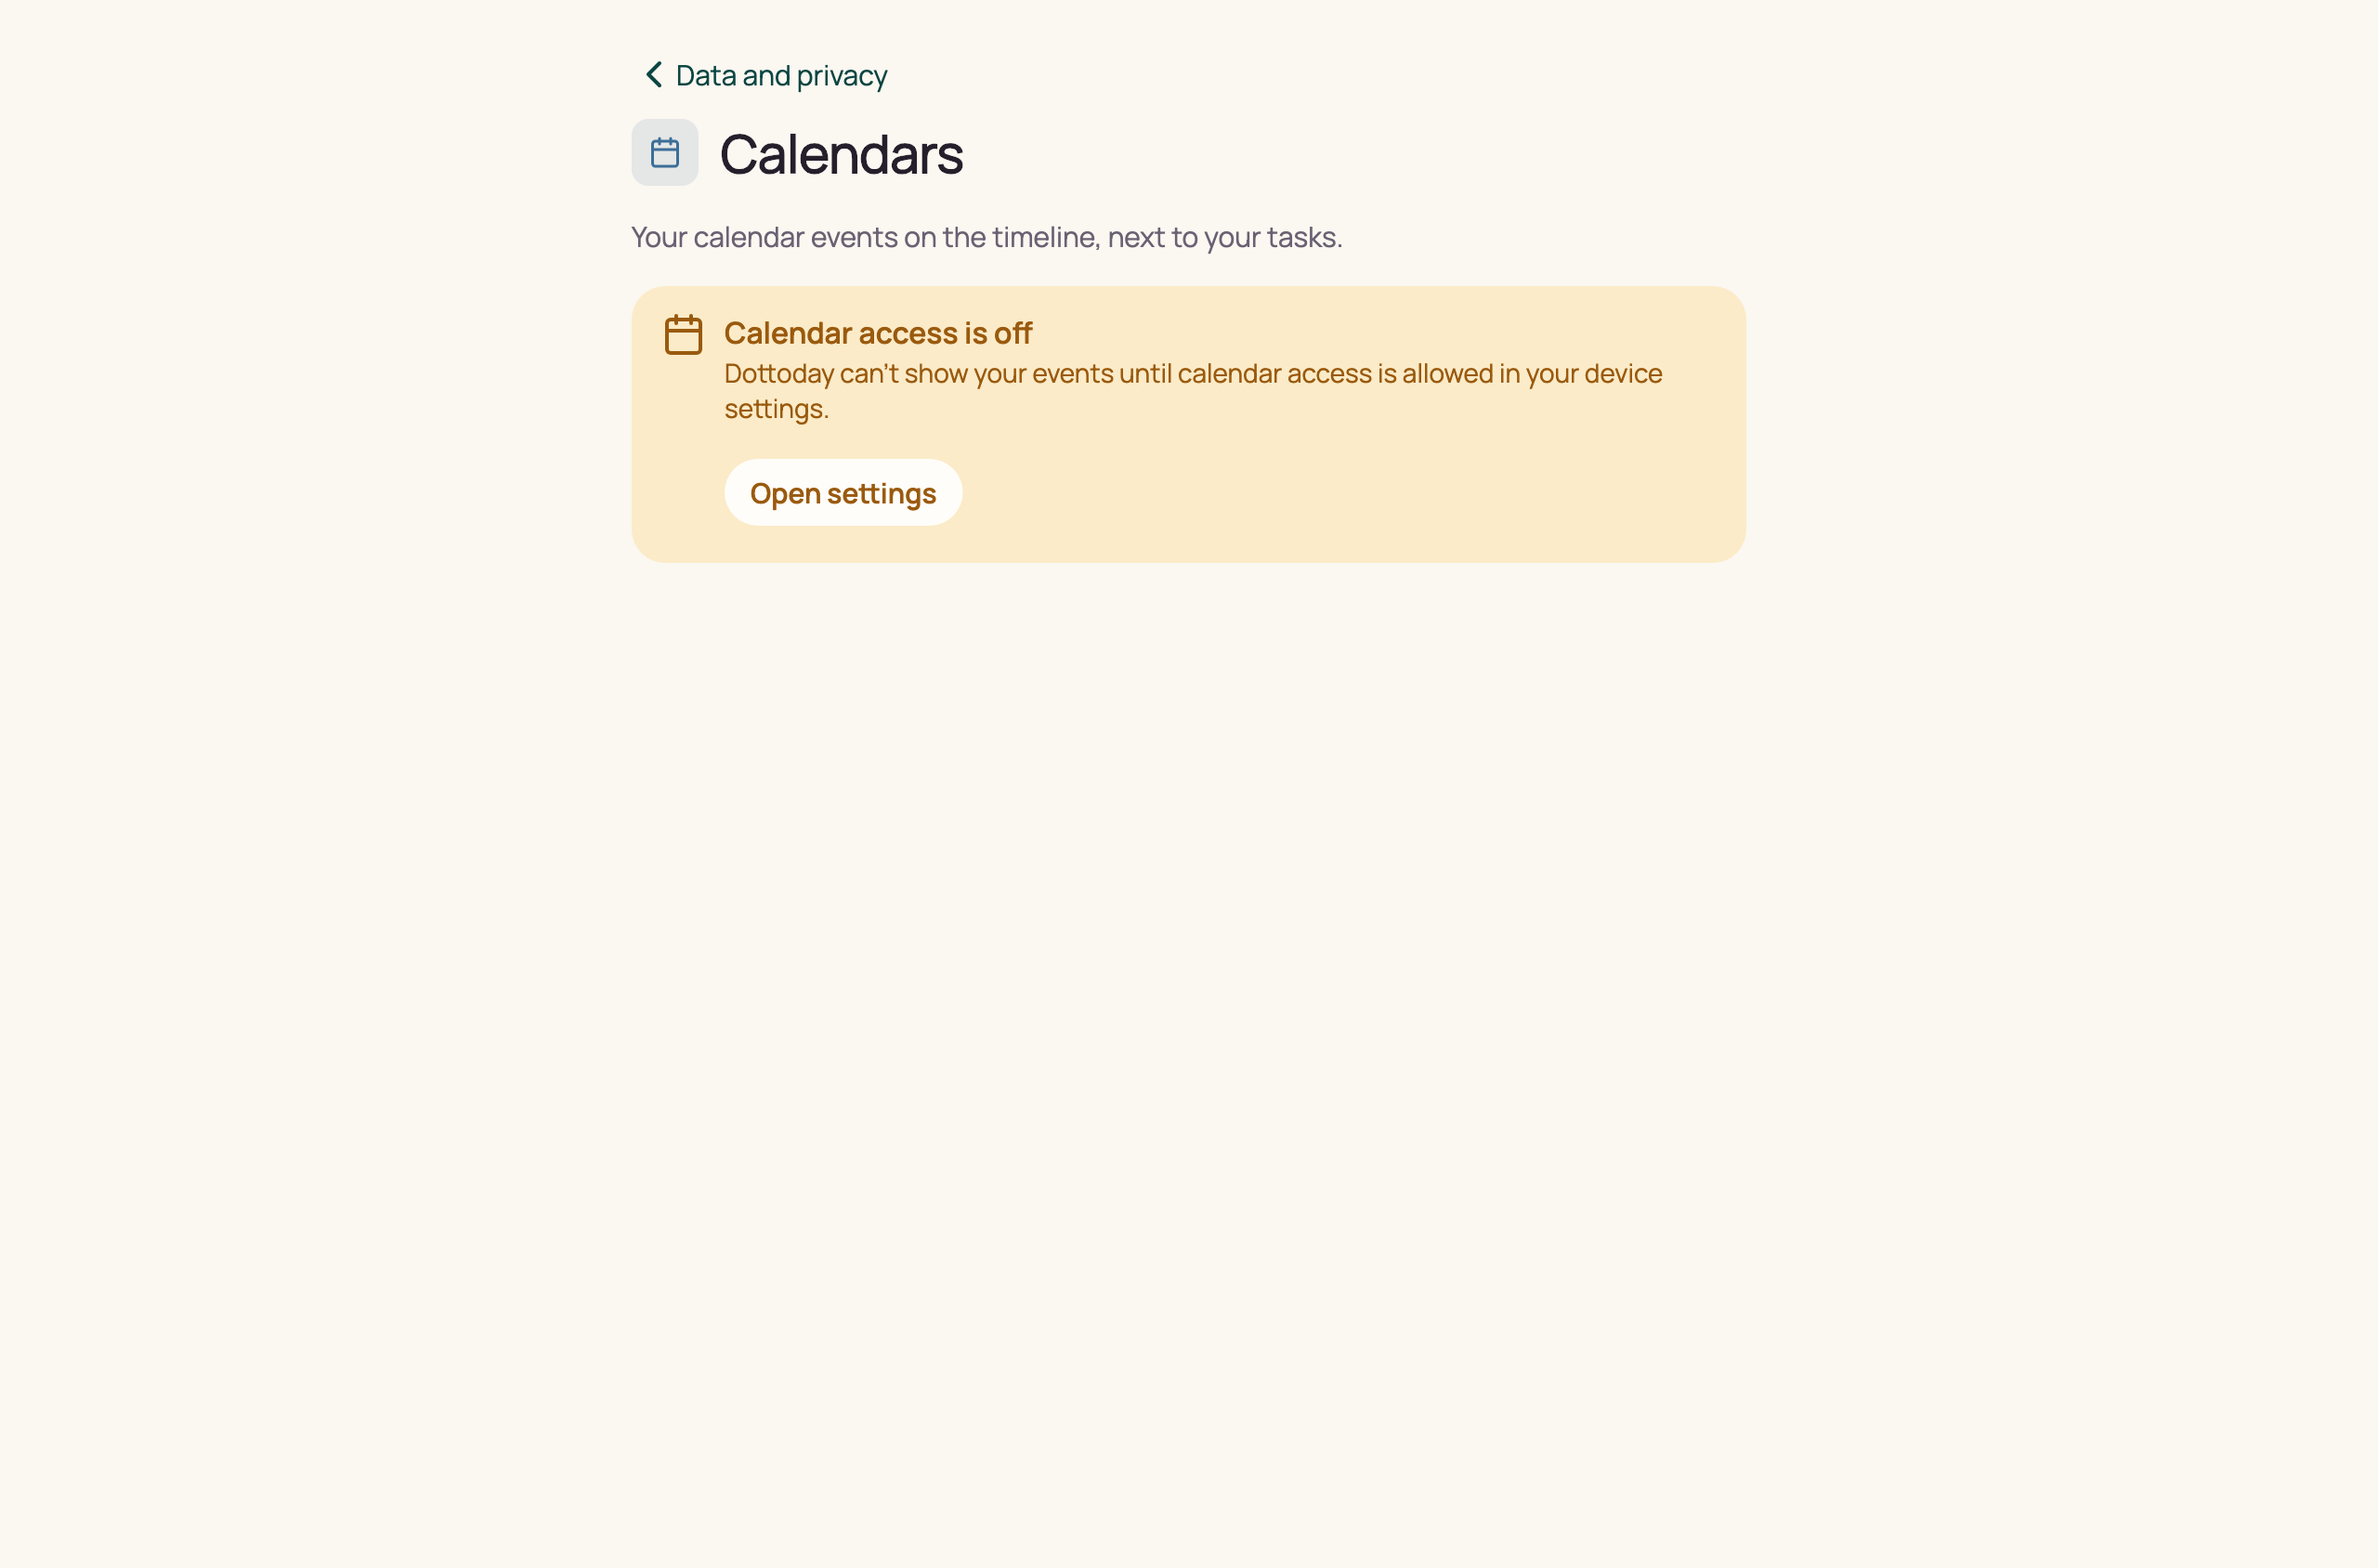 Data and privacy
Calendars
Your calendar events on the timeline, next to your tasks.
Calendar access is off
Dottoday can’t show your events until calendar access is allowed in your device
settings.
Open settings